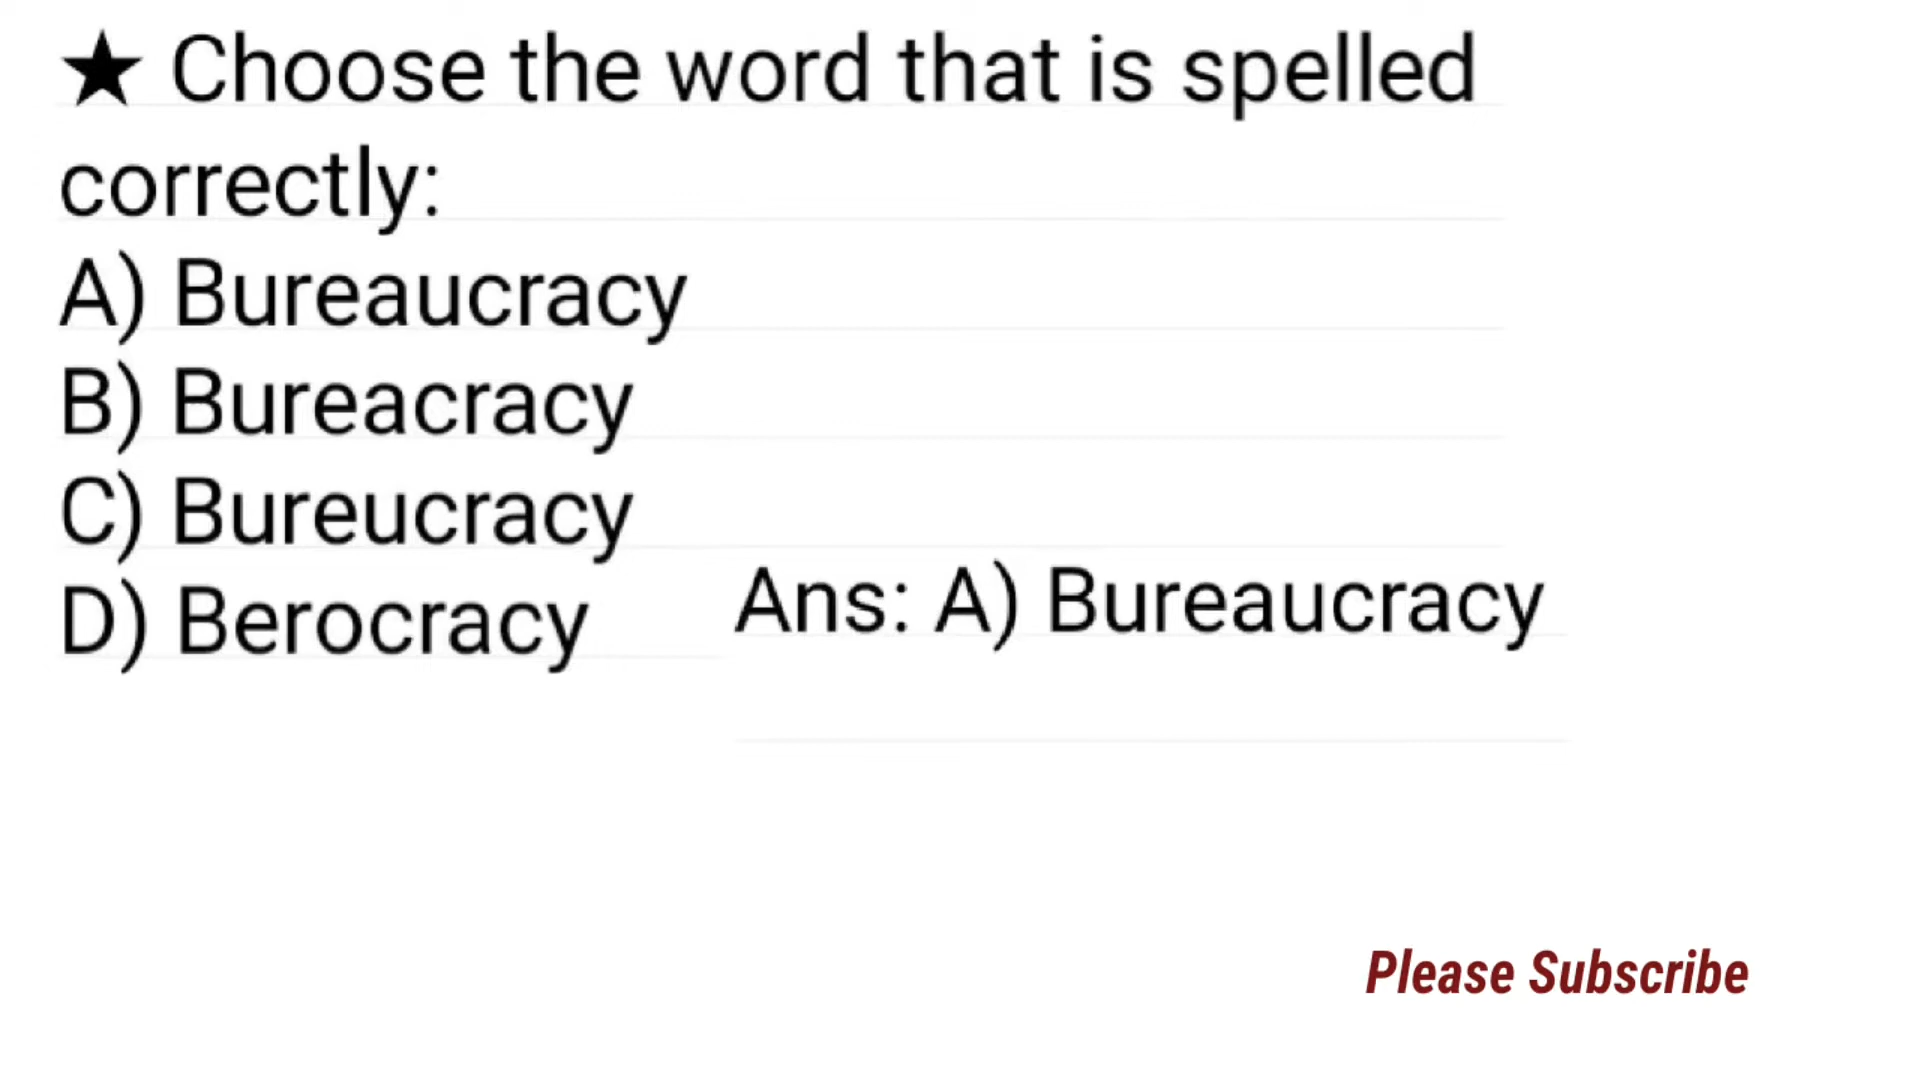 ★ Choose the word that is spelled
correctly:
A) Bureaucracy
B) Bureacracy
C) Bureucracy
D) Berocracy
Ans: A) Bureaucracy
Please Subscribe